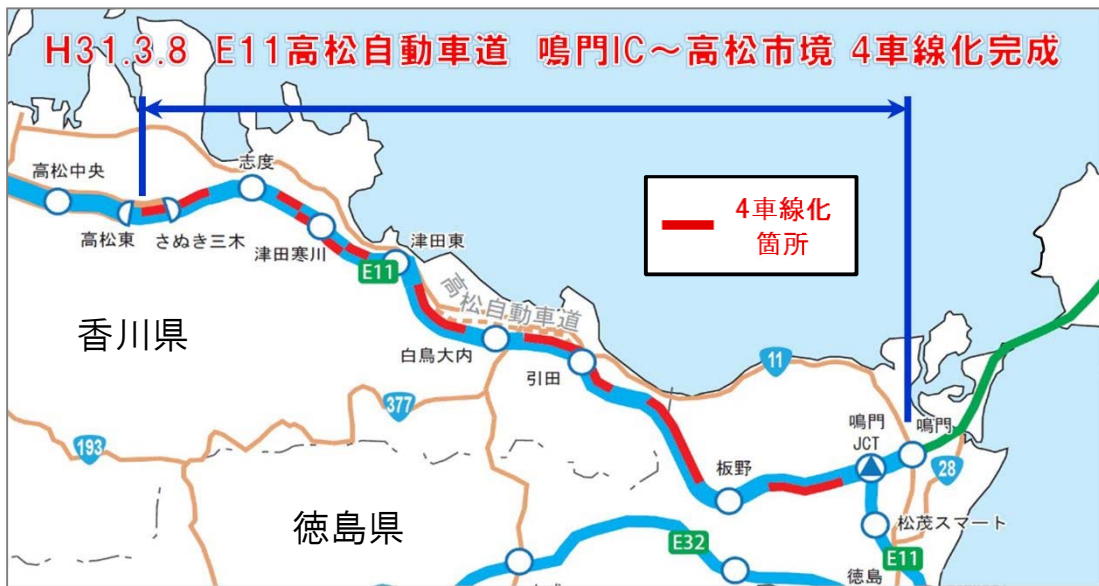 H31.3.8 E11高松自動車道 鳴門IC～高松市境 4車線化完成
高松中央
志度
4車線化
箇所
高松東
さぬき三木
津田寒川
津田東
E11
高松自動車道
香川県
白鳥大内
引田
11
377
193
鳴門
JCT
鳴門
板野
28
徳島県
松茂スマート
E32
E11
徳島